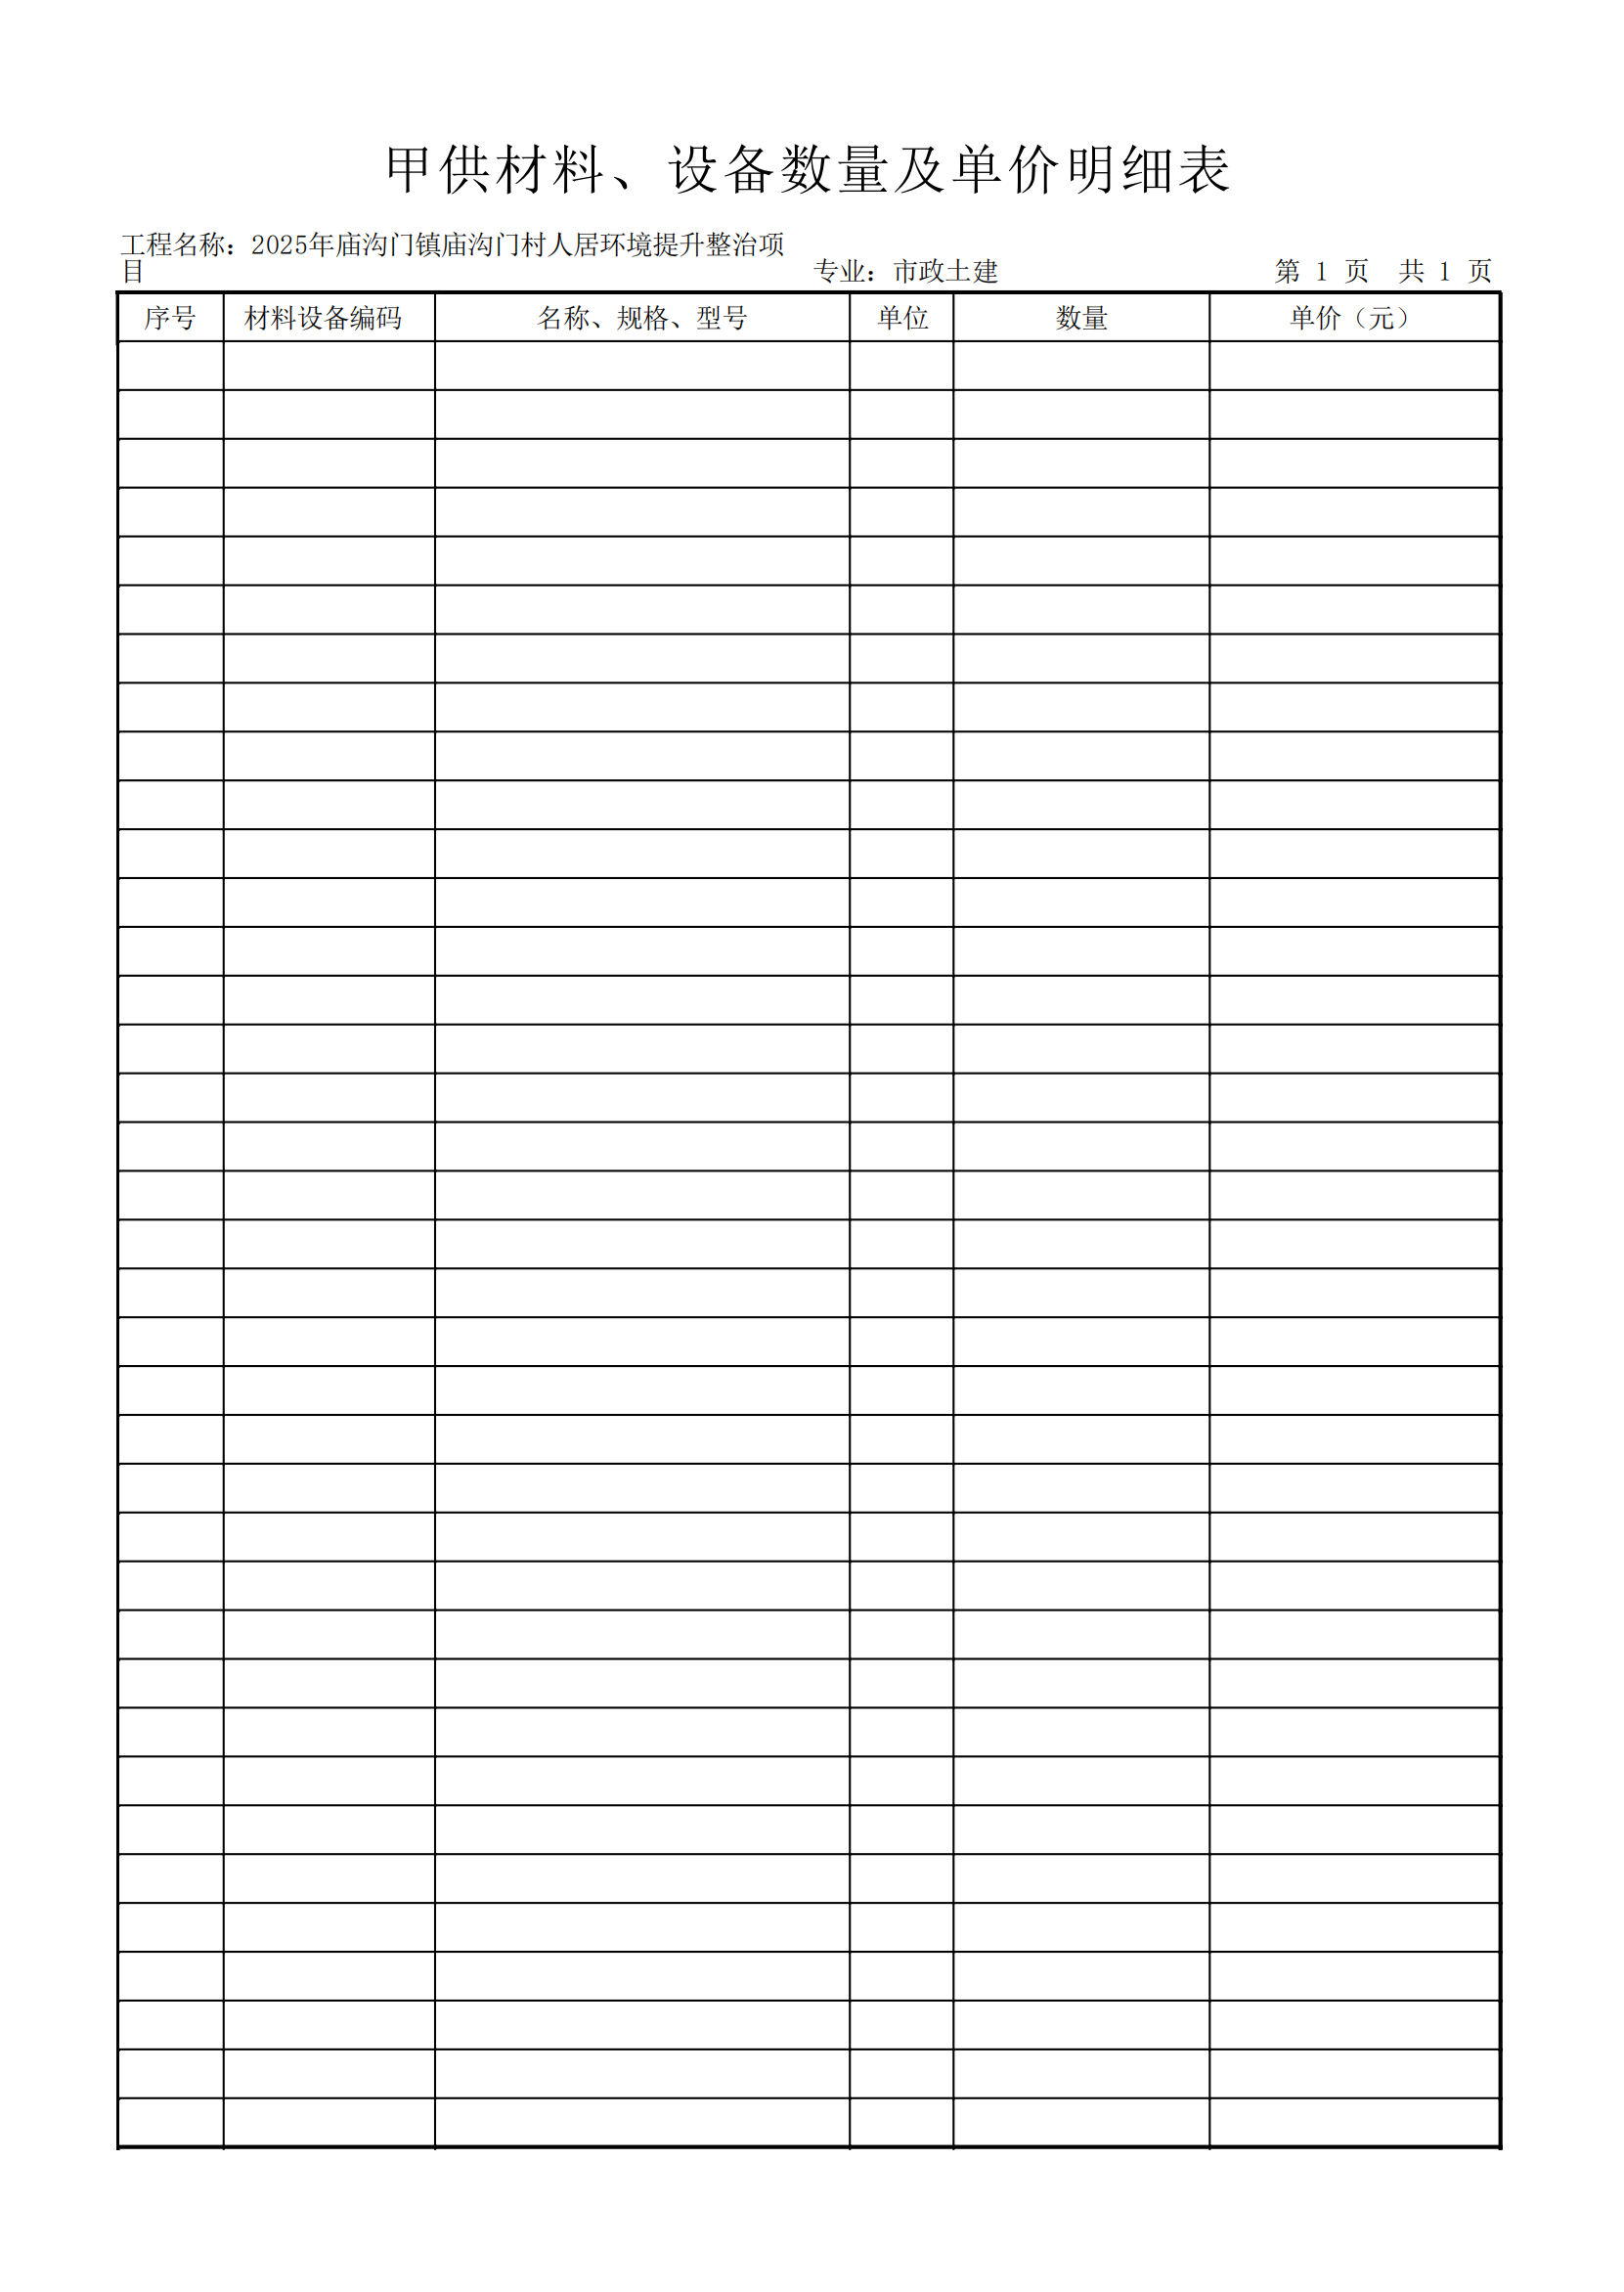 甲供材料、设备数量及单价明细表
工程名称：2025年庙沟门镇庙沟门村人居环境提升整治项
目 专业：市政土建 第 1 页 共 1 页
序号 材料设备编码 名称、规格、型号 单位 数量 单价（元）